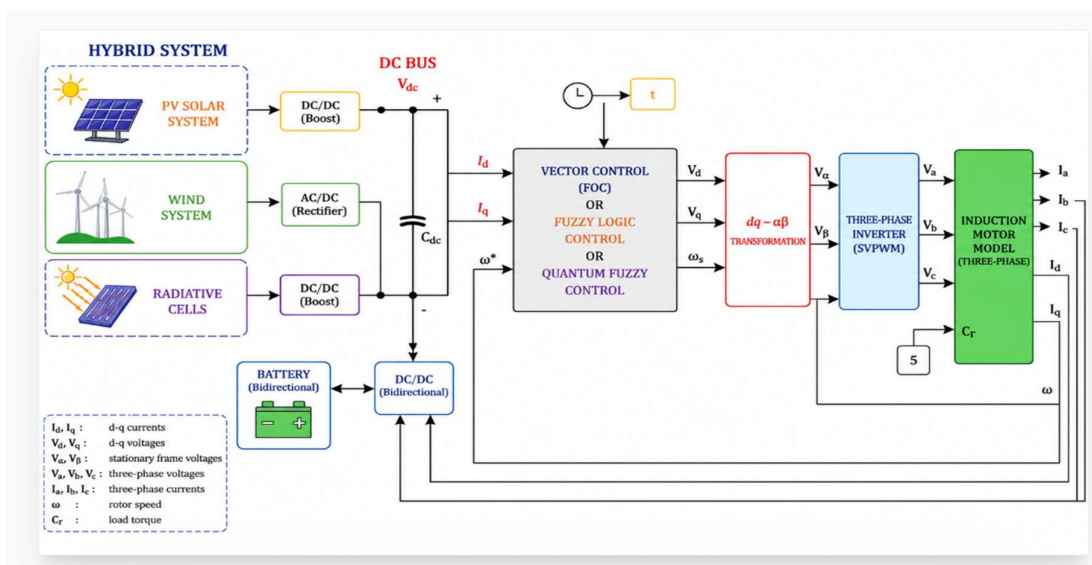 HYBRID SYSTEM
PV SOLAR
SYSTEM
DC/DC
(Boost)
WIND
SYSTEM
AC/DC
(Rectifier)
RADIATIVE
CELLS
DC/DC
(Boost)
DC BUS
Vdc
+
Cdc
-
BATTERY
(Bidirectional)
− +
DC/DC
(Bidirectional)
t
Id
Iq
ω*
VECTOR CONTROL
(FOC)
OR
FUZZY LOGIC
CONTROL
OR
QUANTUM FUZZY
CONTROL
Vd
Vq
ωs
dq – αβ
TRANSFORMATION
Vα
Vβ
THREE-PHASE
INVERTER
(SVPWM)
Va
Vb
Vc
INDUCTION
MOTOR
MODEL
(THREE-PHASE)
Cr
5
Ia
Ib
Ic
Id
Iq
ω
Id, Iq : d-q currents
Vd, Vq : d-q voltages
Vα, Vβ : stationary frame voltages
Va, Vb, Vc : three-phase voltages
Ia, Ib, Ic : three-phase currents
ω : rotor speed
Cr : load torque